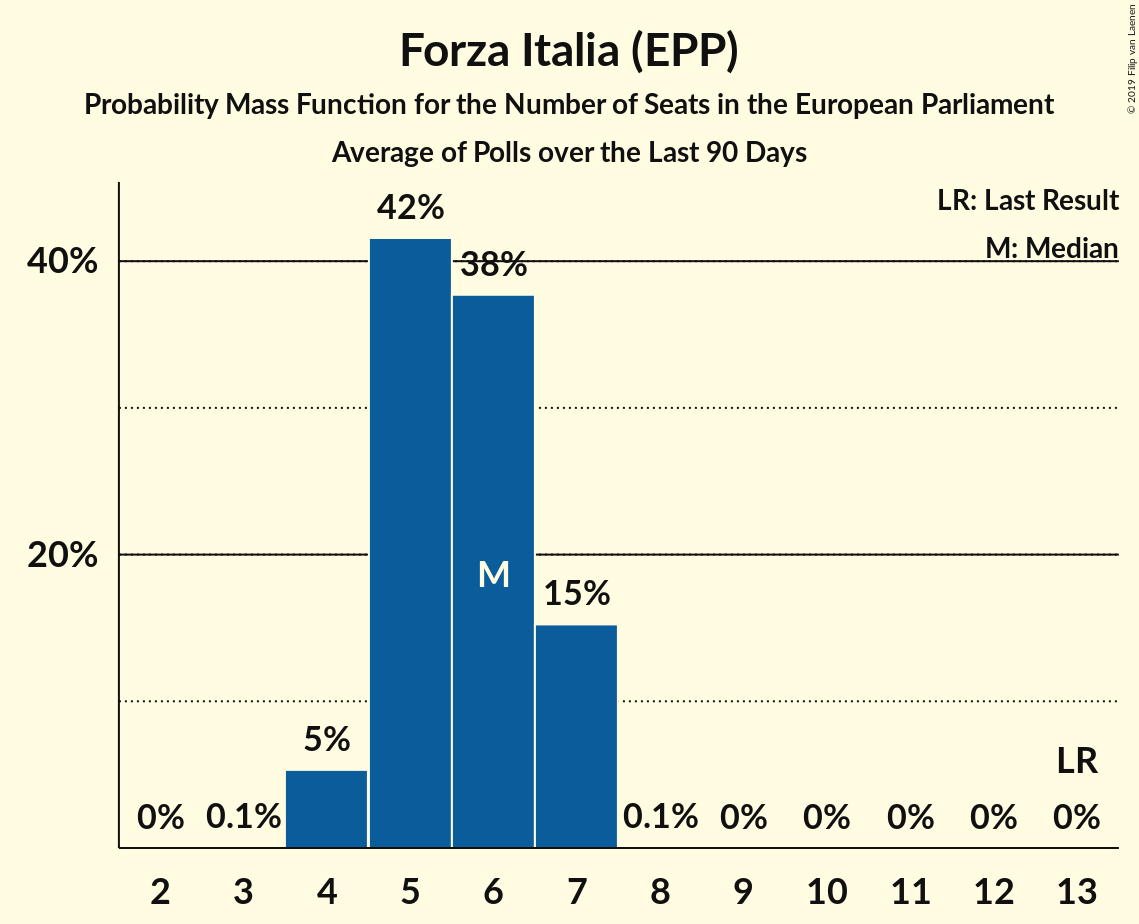 Forza Italia (EPP)
Probability Mass Function for the Number of Seats in the European Parliament
Average of Polls over the Last 90 Days
© 2019 Filip van Laenen
LR: Last Result
M: Median
40%
20%
42%
38%
M
15%
5%
LR
0% 0.1% 0.1% 0% 0% 0% 0% 0%
2 3 4 5 6 7 8 9 10 11 12 13